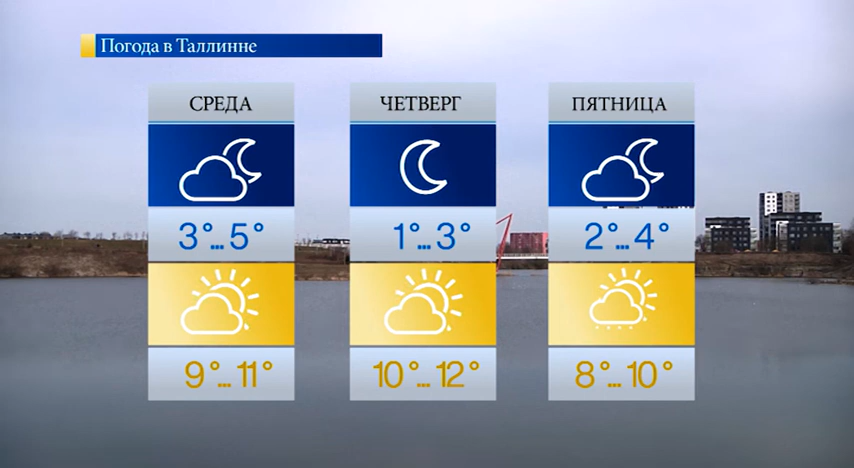 Погода в Таллинне
СРЕДА ЧЕТВЕРГ ПЯТНИЦА
3°...5° 1°...3° 2°...4°
9°...11° 10°...12° 8°...10°